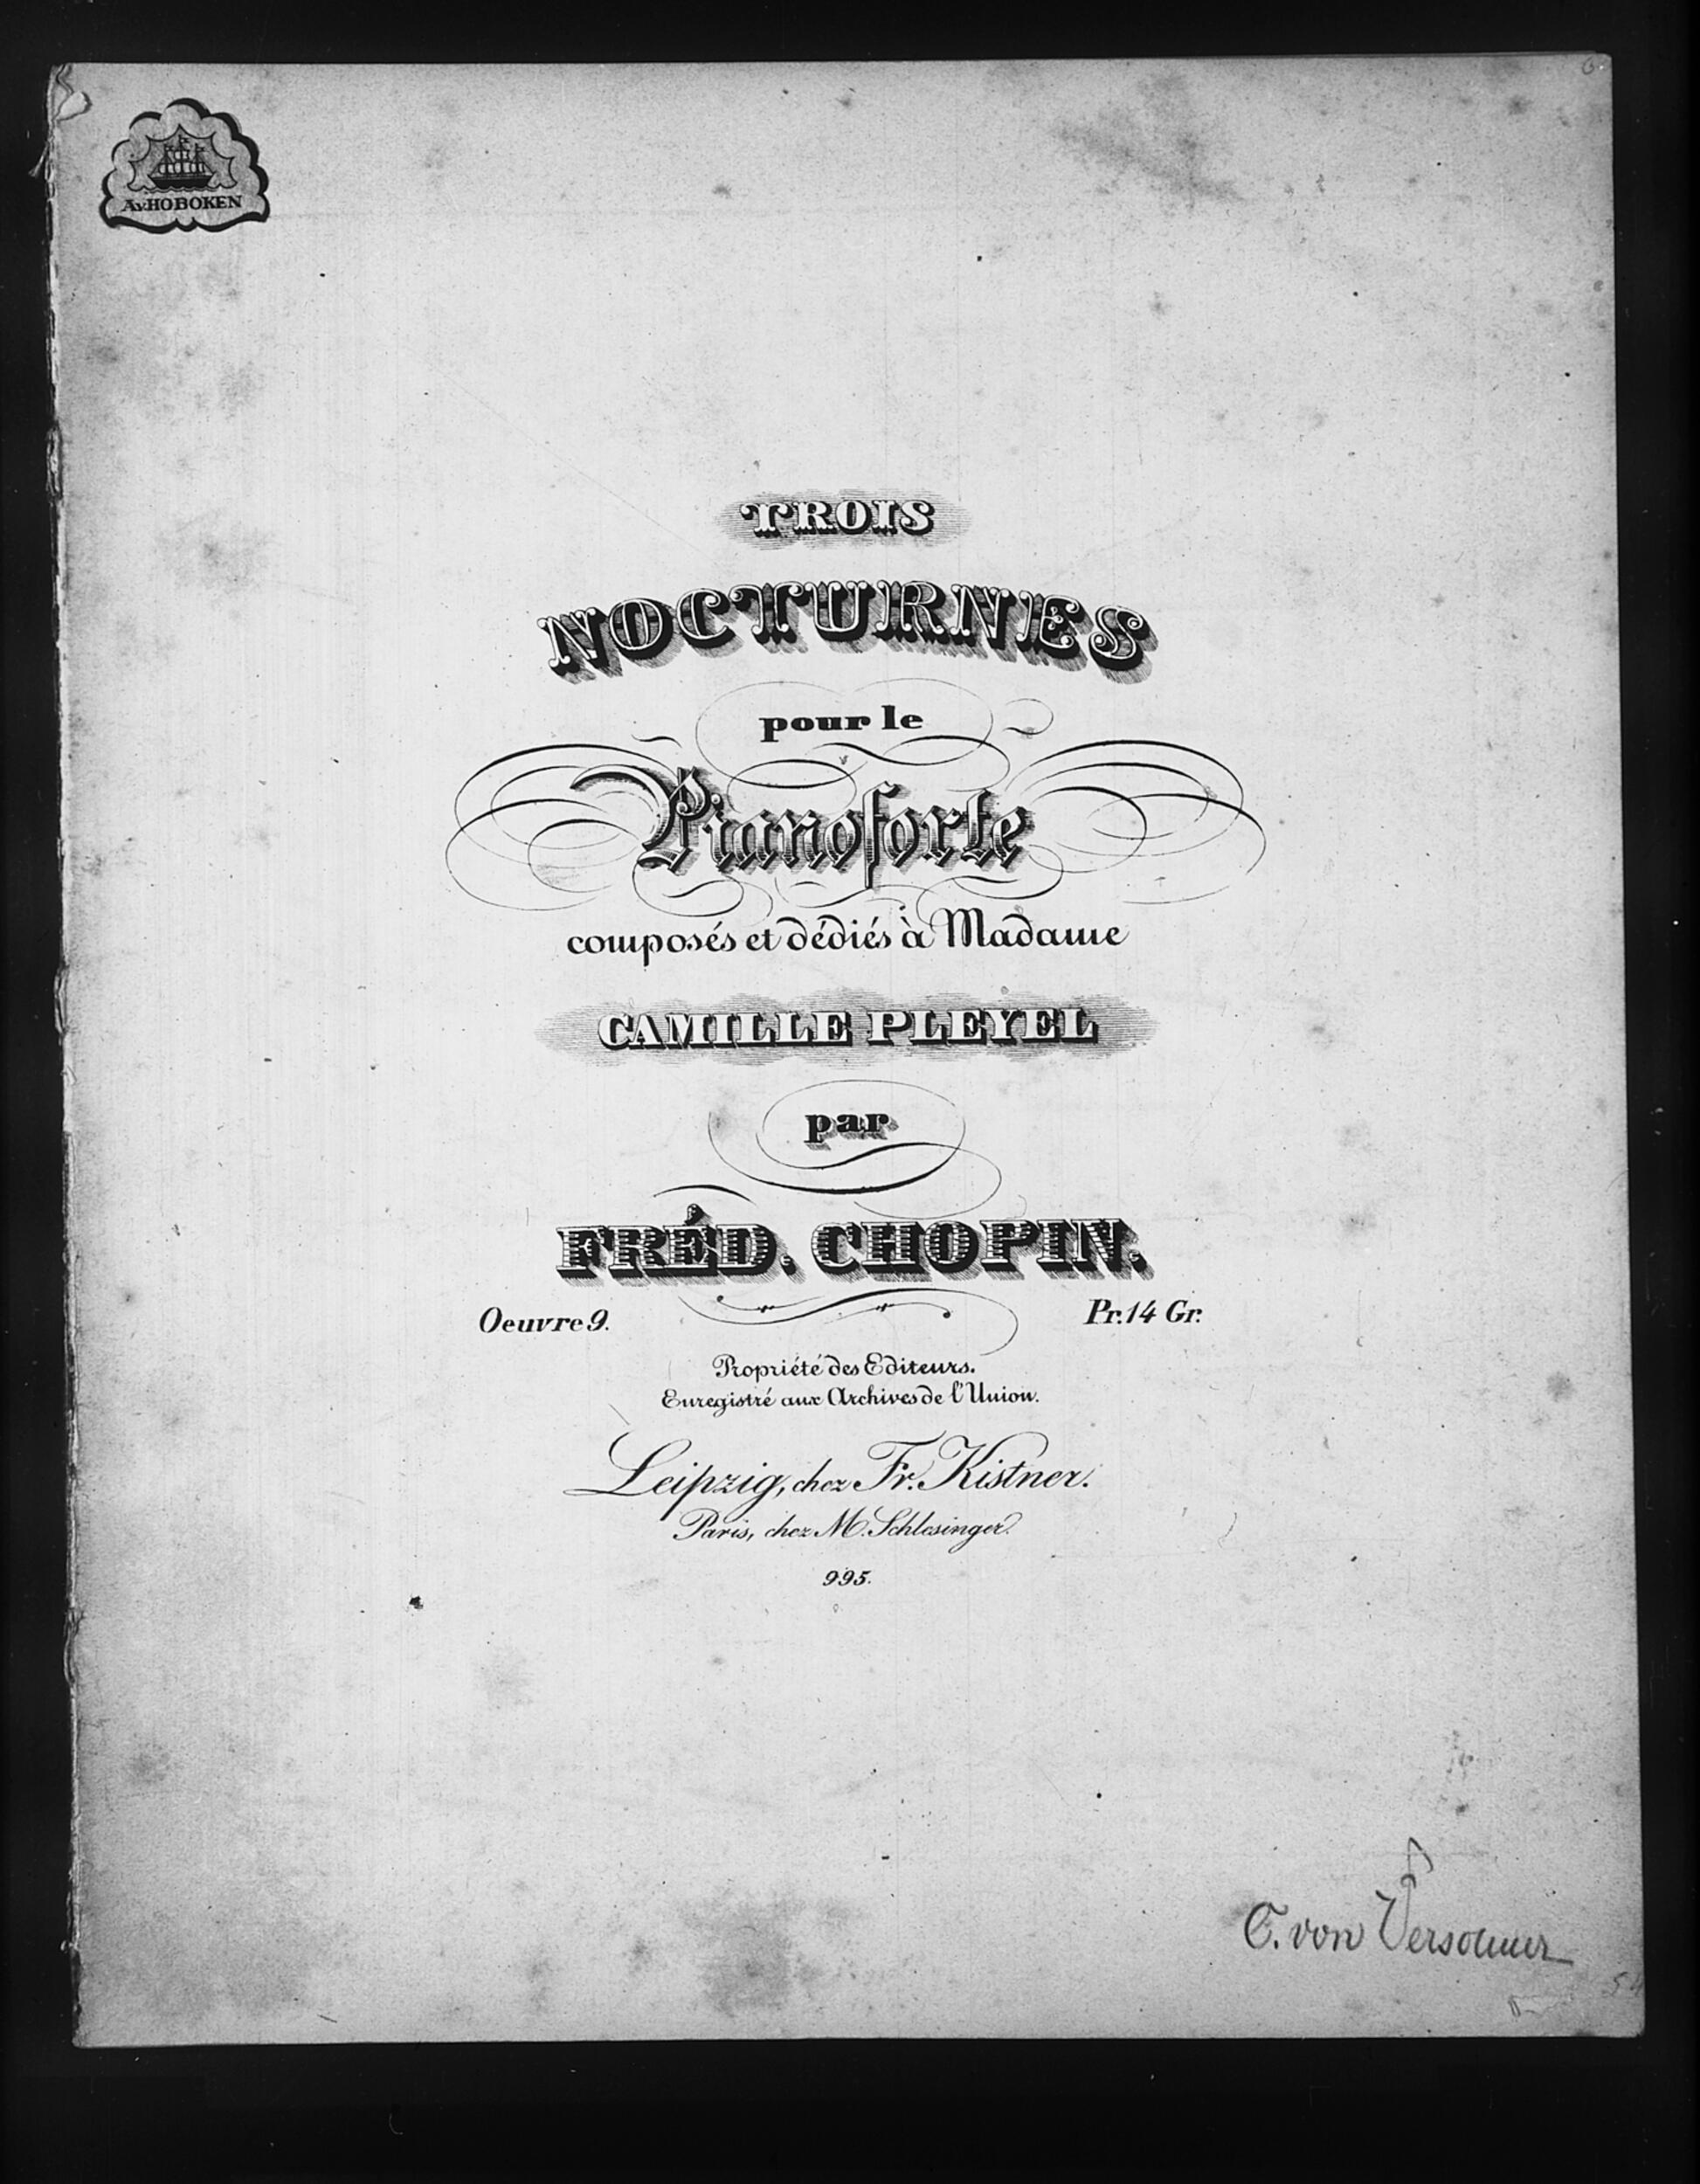 A.v.HOBOKEN
TROIS
NOCTURNES
pour le
Pianoforte
composés et dédiés à Madame
CAMILLE PLEYEL
par
FRÉD. CHOPIN.
Oeuvre 9.
Pr. 14 Gr.
Propriété des Editeurs.
Enregistré aux Archives de l'Union.
Leipzig, chez Fr. Kistner.
Paris, chez M. Schlesinger.
995.
C. von